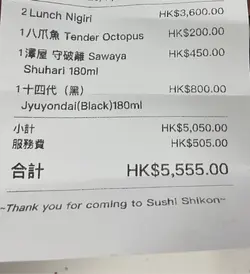 2 Lunch Nigiri HK$3,600.00
1 八爪魚 Tender Octopus HK$200.00
1 澤屋 守破離 Sawaya HK$450.00
Shuhari 180ml
1 十四代（黑） HK$800.00
Jyuyondai(Black)180ml
小計 HK$5,050.00
服務費 HK$505.00
合計 HK$5,555.00
~Thank you for coming to Sushi Shikon~